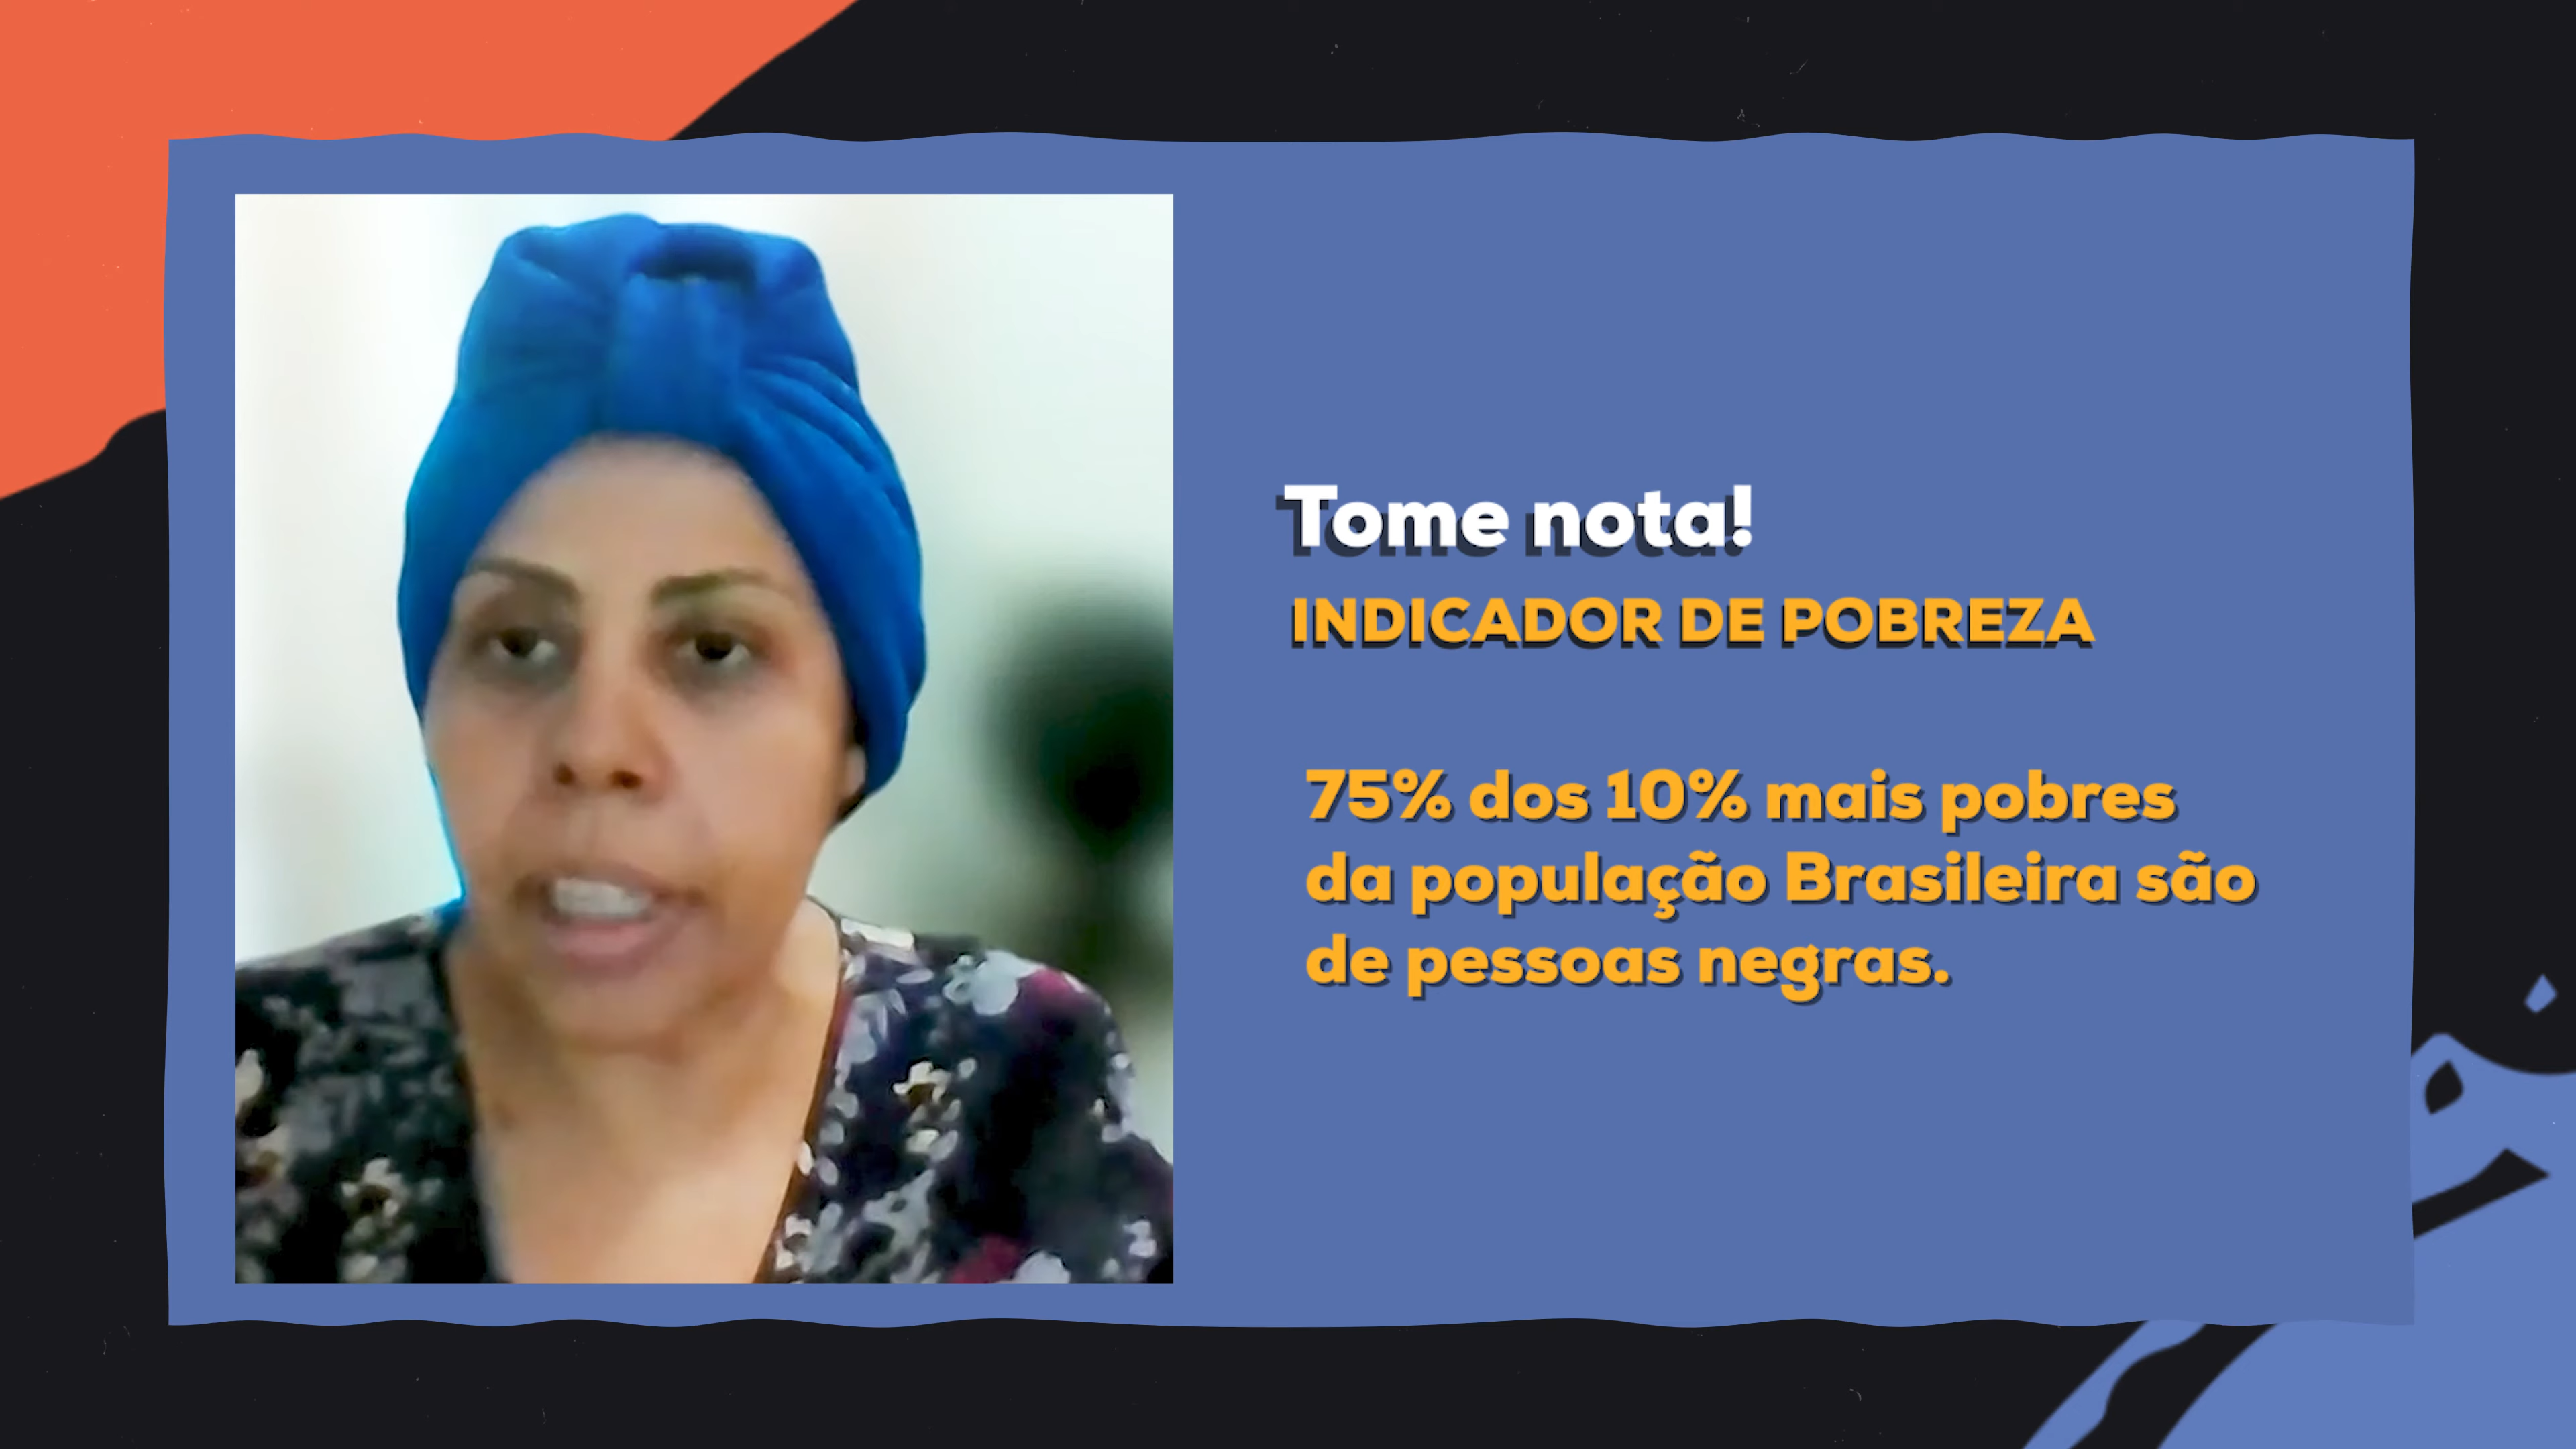 Tome nota!
INDICADOR DE POBREZA
75% dos 10% mais pobres
da população Brasileira são
de pessoas negras.